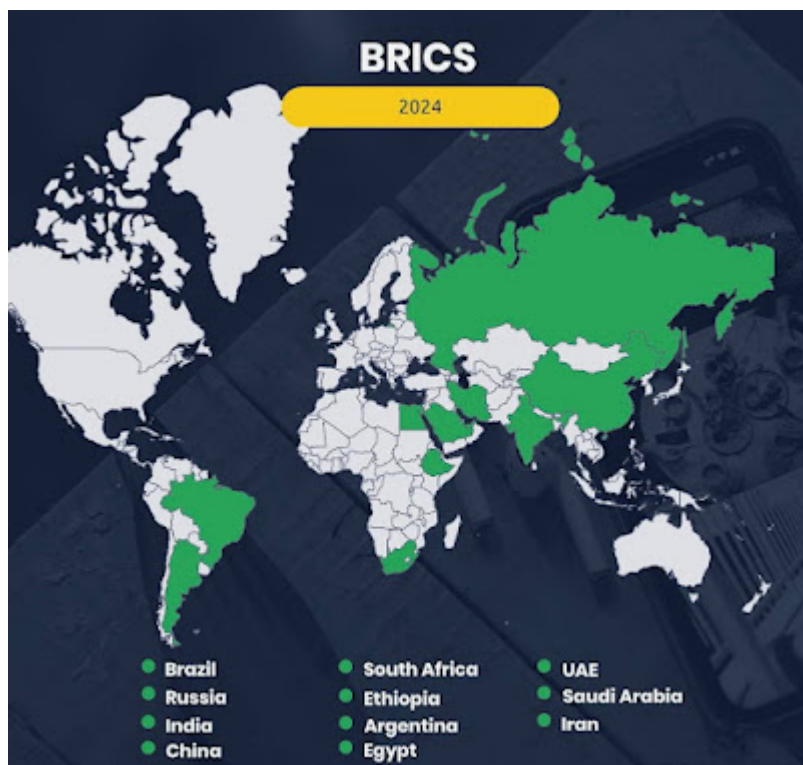 BRICS
2024
Brazil
Russia
India
China
South Africa
Ethiopia
Argentina
Egypt
UAE
Saudi Arabia
Iran